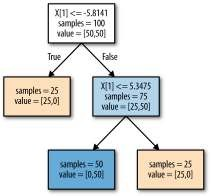 X[1] <= -5.8141
samples = 100
value = [50,50]
True
False
samples = 25
value = [25,0]
X[1] <= 5.3475
samples = 75
value = [25,50]
samples = 50
value = [0,50]
samples = 25
value = [25,0]